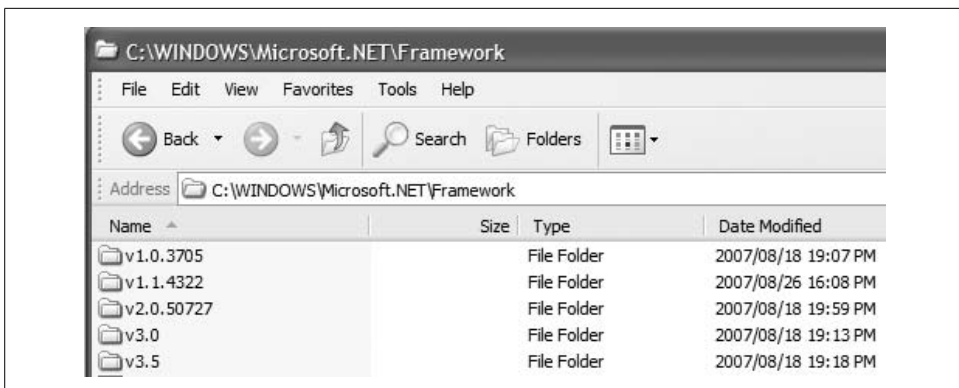 C:\WINDOWS\Microsoft.NET\Framework
File Edit View Favorites Tools Help
Back Search Folders
Address C:\WINDOWS\Microsoft.NET\Framework
Name Size Type Date Modified
v1.0.3705 File Folder 2007/08/18 19:07 PM
v1.1.4322 File Folder 2007/08/26 16:08 PM
v2.0.50727 File Folder 2007/08/18 19:59 PM
v3.0 File Folder 2007/08/18 19:13 PM
v3.5 File Folder 2007/08/18 19:18 PM